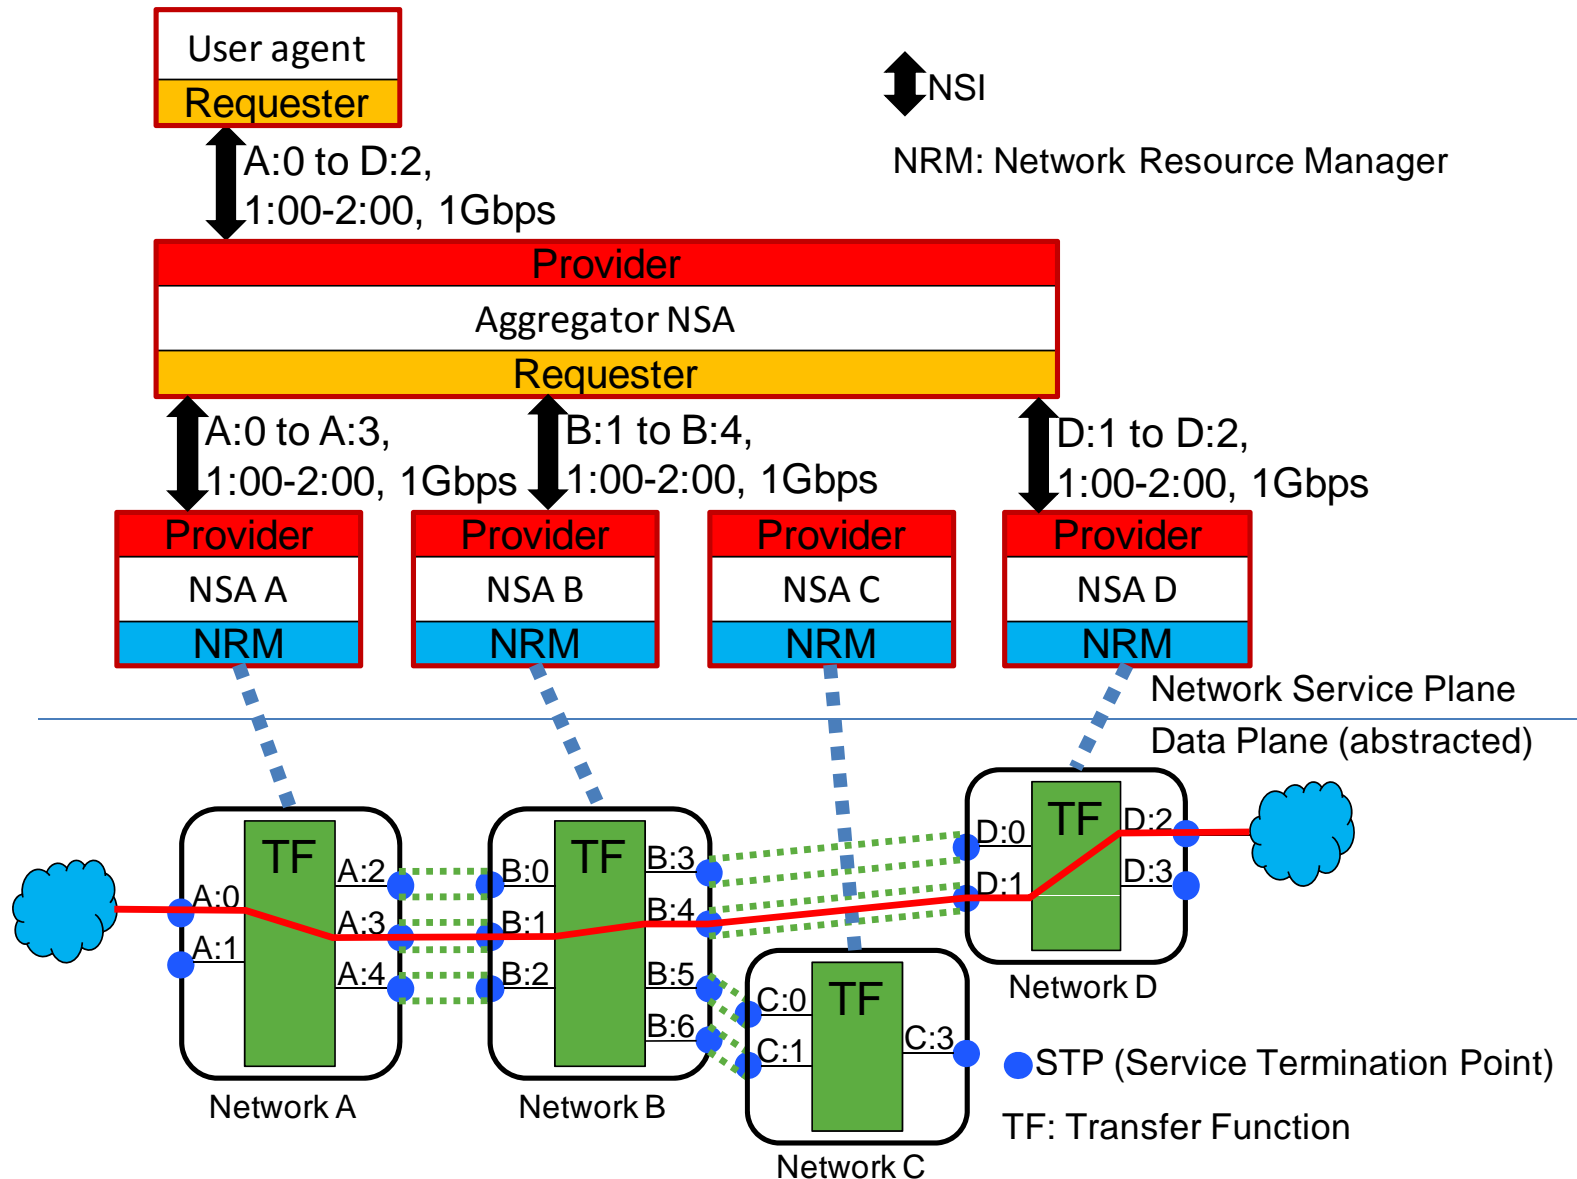 User agent
Requester
NSI
NRM: Network Resource Manager
A:0 to D:2,
1:00-2:00, 1Gbps
Provider
Aggregator NSA
Requester
A:0 to A:3,
1:00-2:00, 1Gbps
B:1 to B:4,
1:00-2:00, 1Gbps
D:1 to D:2,
1:00-2:00, 1Gbps
Provider
NSA A
NRM
Provider
NSA B
NRM
Provider
NSA C
NRM
Provider
NSA D
NRM
Network Service Plane
Data Plane (abstracted)
TF
A:0
A:1
A:2
A:3
A:4
Network A
TF
B:0
B:1
B:2
B:3
B:4
B:5
B:6
Network B
TF
C:0
C:1
C:3
Network C
TF
D:0
D:1
D:2
D:3
Network D
STP (Service Termination Point)
TF: Transfer Function